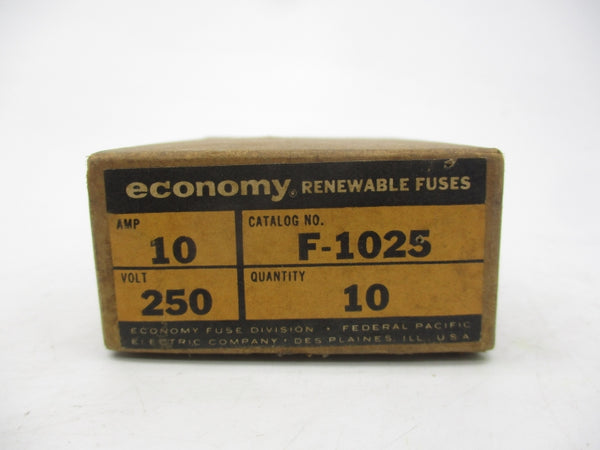 economy® RENEWABLE FUSES
AMP
10
CATALOG NO.
F-1025
VOLT
250
QUANTITY
10
ECONOMY FUSE DIVISION • FEDERAL PACIFIC
ELECTRIC COMPANY • DES PLAINES, ILL. U.S.A.